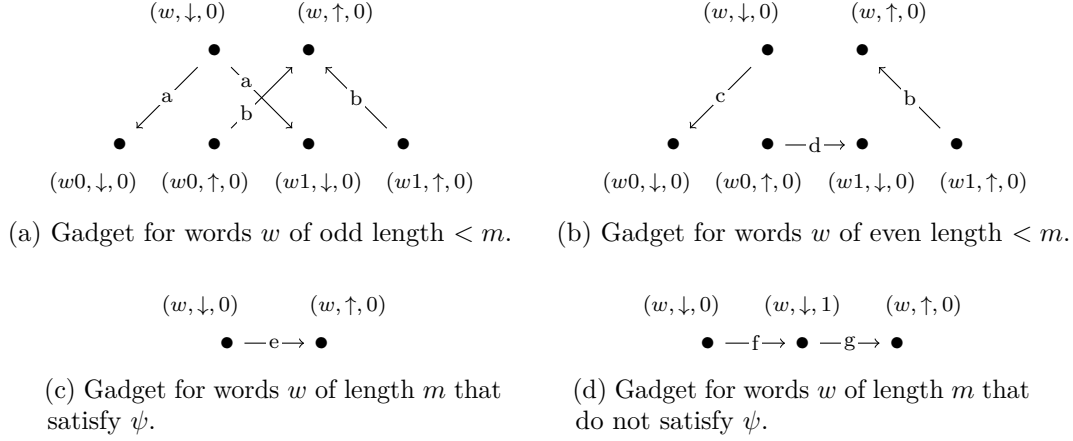 (w, ↓, 0) (w, ↑, 0) (w, ↓, 0) (w, ↑, 0)
a a b b c d b
(w0, ↓, 0) (w0, ↑, 0) (w1, ↓, 0) (w1, ↑, 0) (w0, ↓, 0) (w0, ↑, 0) (w1, ↓, 0) (w1, ↑, 0)
(a) Gadget for words w of odd length < m.
(b) Gadget for words w of even length < m.
(w, ↓, 0) (w, ↑, 0)
e
(c) Gadget for words w of length m that
satisfy ψ.
(w, ↓, 0) (w, ↓, 1) (w, ↑, 0)
f g
(d) Gadget for words w of length m that
do not satisfy ψ.